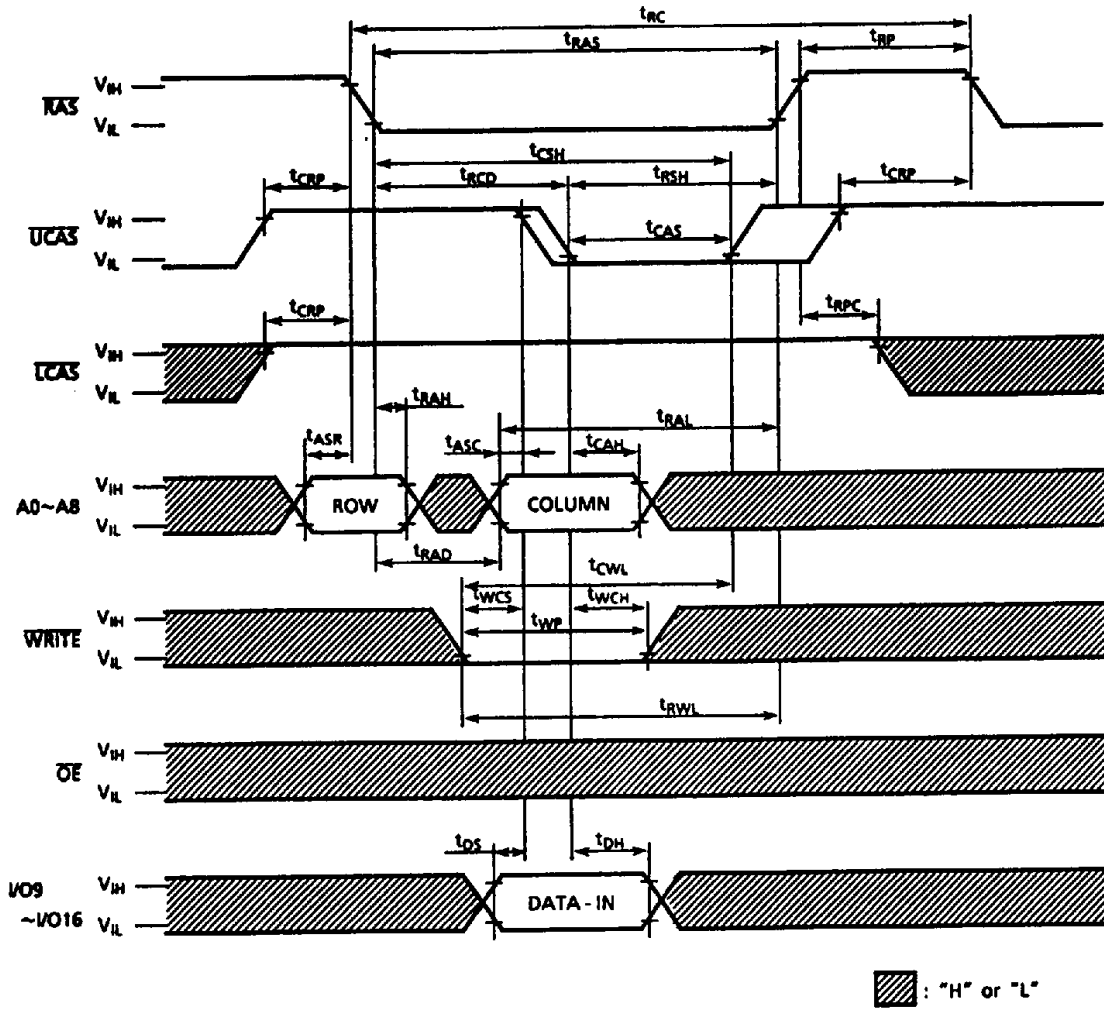 tRC
tRAS
tRP
VIH
RAS
VIL
tCSH
tCRP
tRCD
tRSH
tCRP
VIH
UCAS
tCAS
VIL
tCRP
tRPC
VIH
LCAS
VIL
tRAH
tRAL
tASR
tASC
tCAH
VIH
A0~A8
ROW
COLUMN
VIL
tRAD
tCWL
tWCS
tWCH
VIH
WRITE
tWP
VIL
tRWL
VIH
OE
VIL
tDS
tDH
I/O9
VIH
~I/O16
DATA - IN
VIL
: "H" or "L"